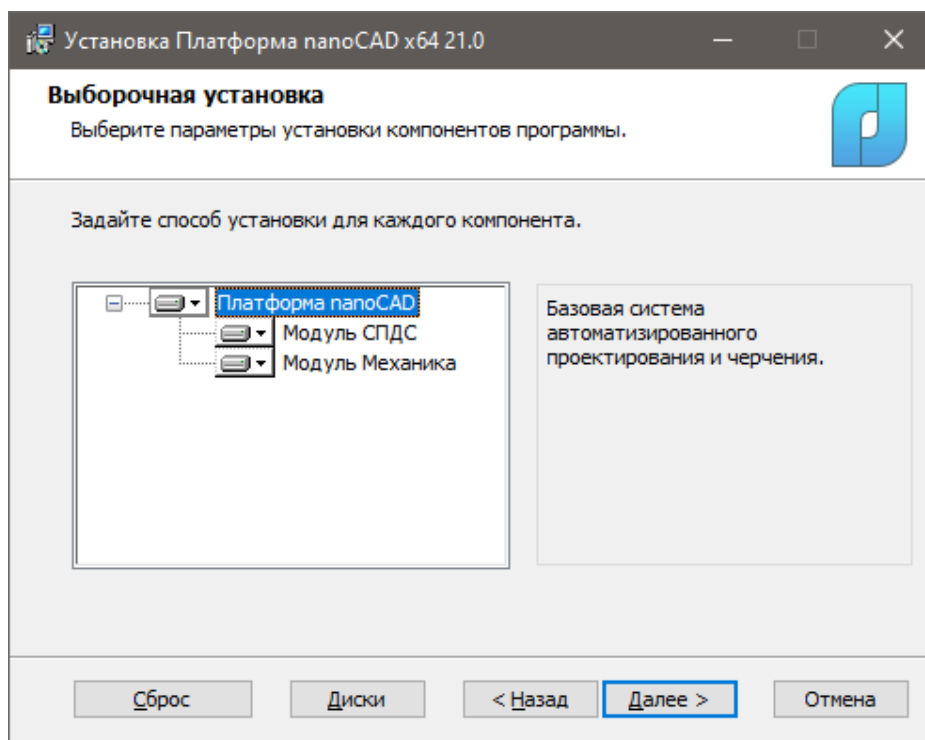 Установка Платформа nanoCAD x64 21.0
Выборочная установка
Выберите параметры установки компонентов программы.
Задайте способ установки для каждого компонента.
Платформа nanoCAD
Модуль СПДС
Модуль Механика
Базовая система
автоматизированного
проектирования и черчения.
Сброс
Диски
< Назад
Далее >
Отмена